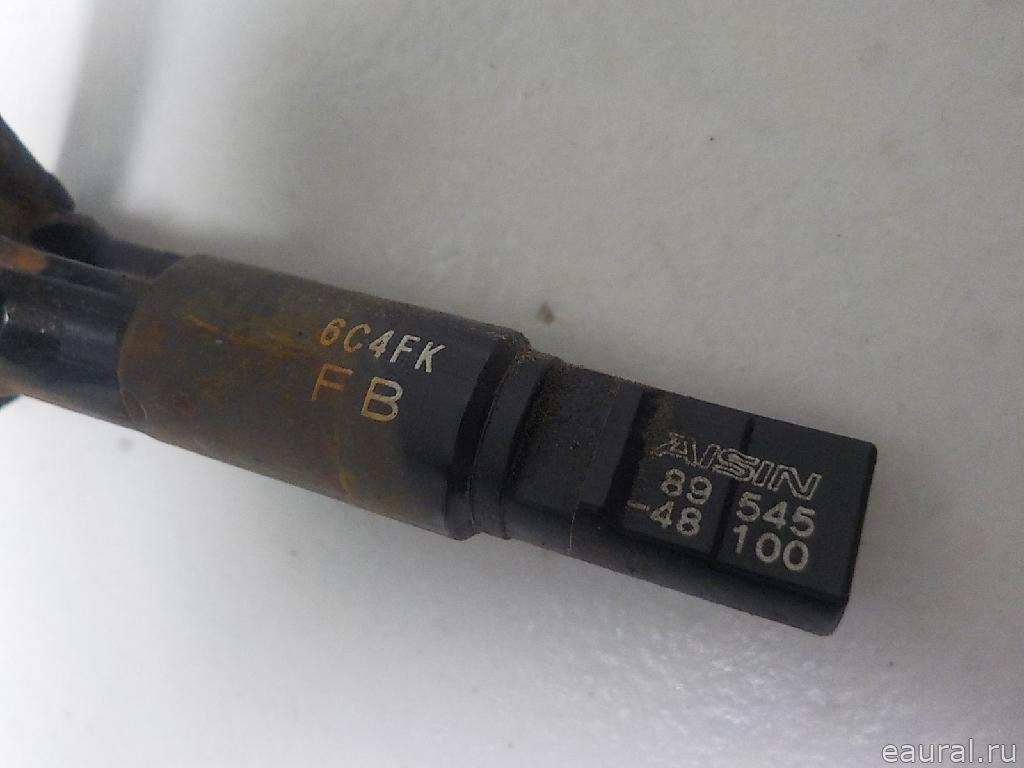 6C4FK
FB
AISIN
89 545
-48 100
eaural.ru